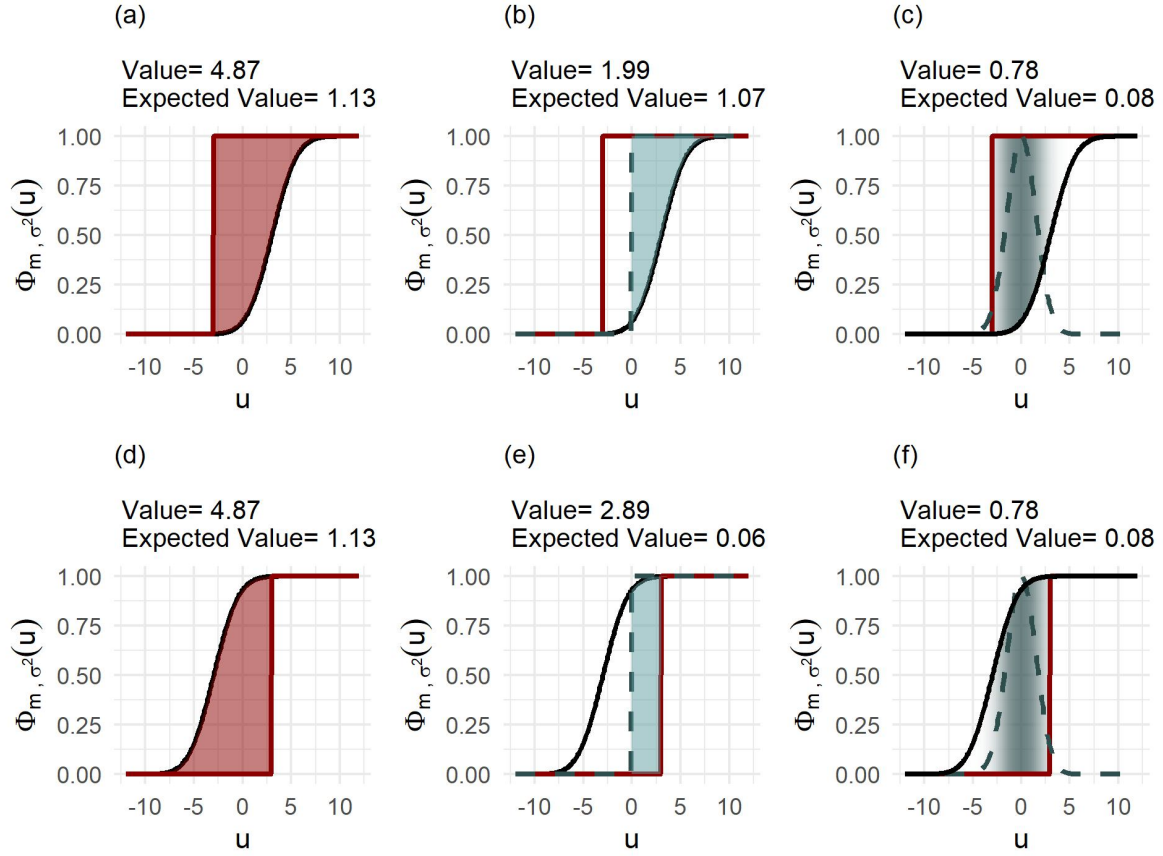 (a) (b) (c)
Value= 4.87 Value= 1.99 Value= 0.78
Expected Value= 1.13 Expected Value= 1.07 Expected Value= 0.08
1.00 1.00 1.00
0.75 0.75 0.75
0.50 0.50 0.50
0.25 0.25 0.25
0.00 0.00 0.00
Φm , σ²(u) Φm , σ²(u) Φm , σ²(u)
-10 -5 0 5 10 -10 -5 0 5 10 -10 -5 0 5 10
u u u
(d) (e) (f)
Value= 4.87 Value= 2.89 Value= 0.78
Expected Value= 1.13 Expected Value= 0.06 Expected Value= 0.08
1.00 1.00 1.00
0.75 0.75 0.75
0.50 0.50 0.50
0.25 0.25 0.25
0.00 0.00 0.00
Φm , σ²(u) Φm , σ²(u) Φm , σ²(u)
-10 -5 0 5 10 -10 -5 0 5 10 -10 -5 0 5 10
u u u